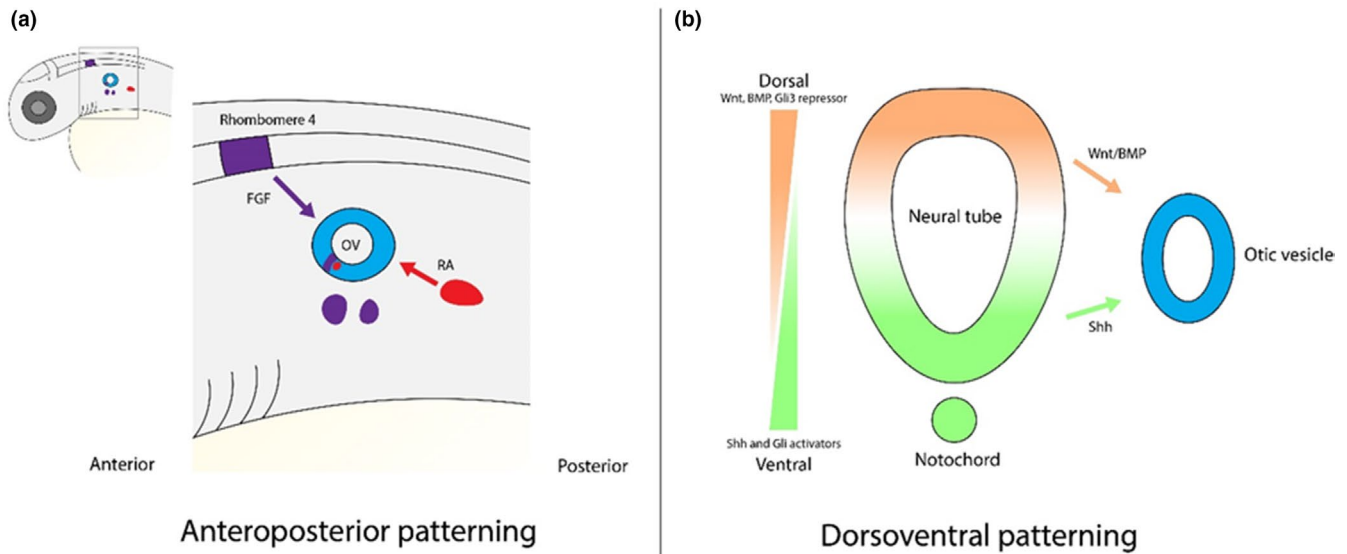 (a)
Rhombomere 4
FGF
OV
RA
Anterior
Posterior
Anteroposterior patterning
(b)
Dorsal
Wnt, BMP, Gli3 repressor
Neural tube
Wnt/BMP
Otic vesicle
Shh
Shh and Gli activators
Ventral
Notochord
Dorsoventral patterning